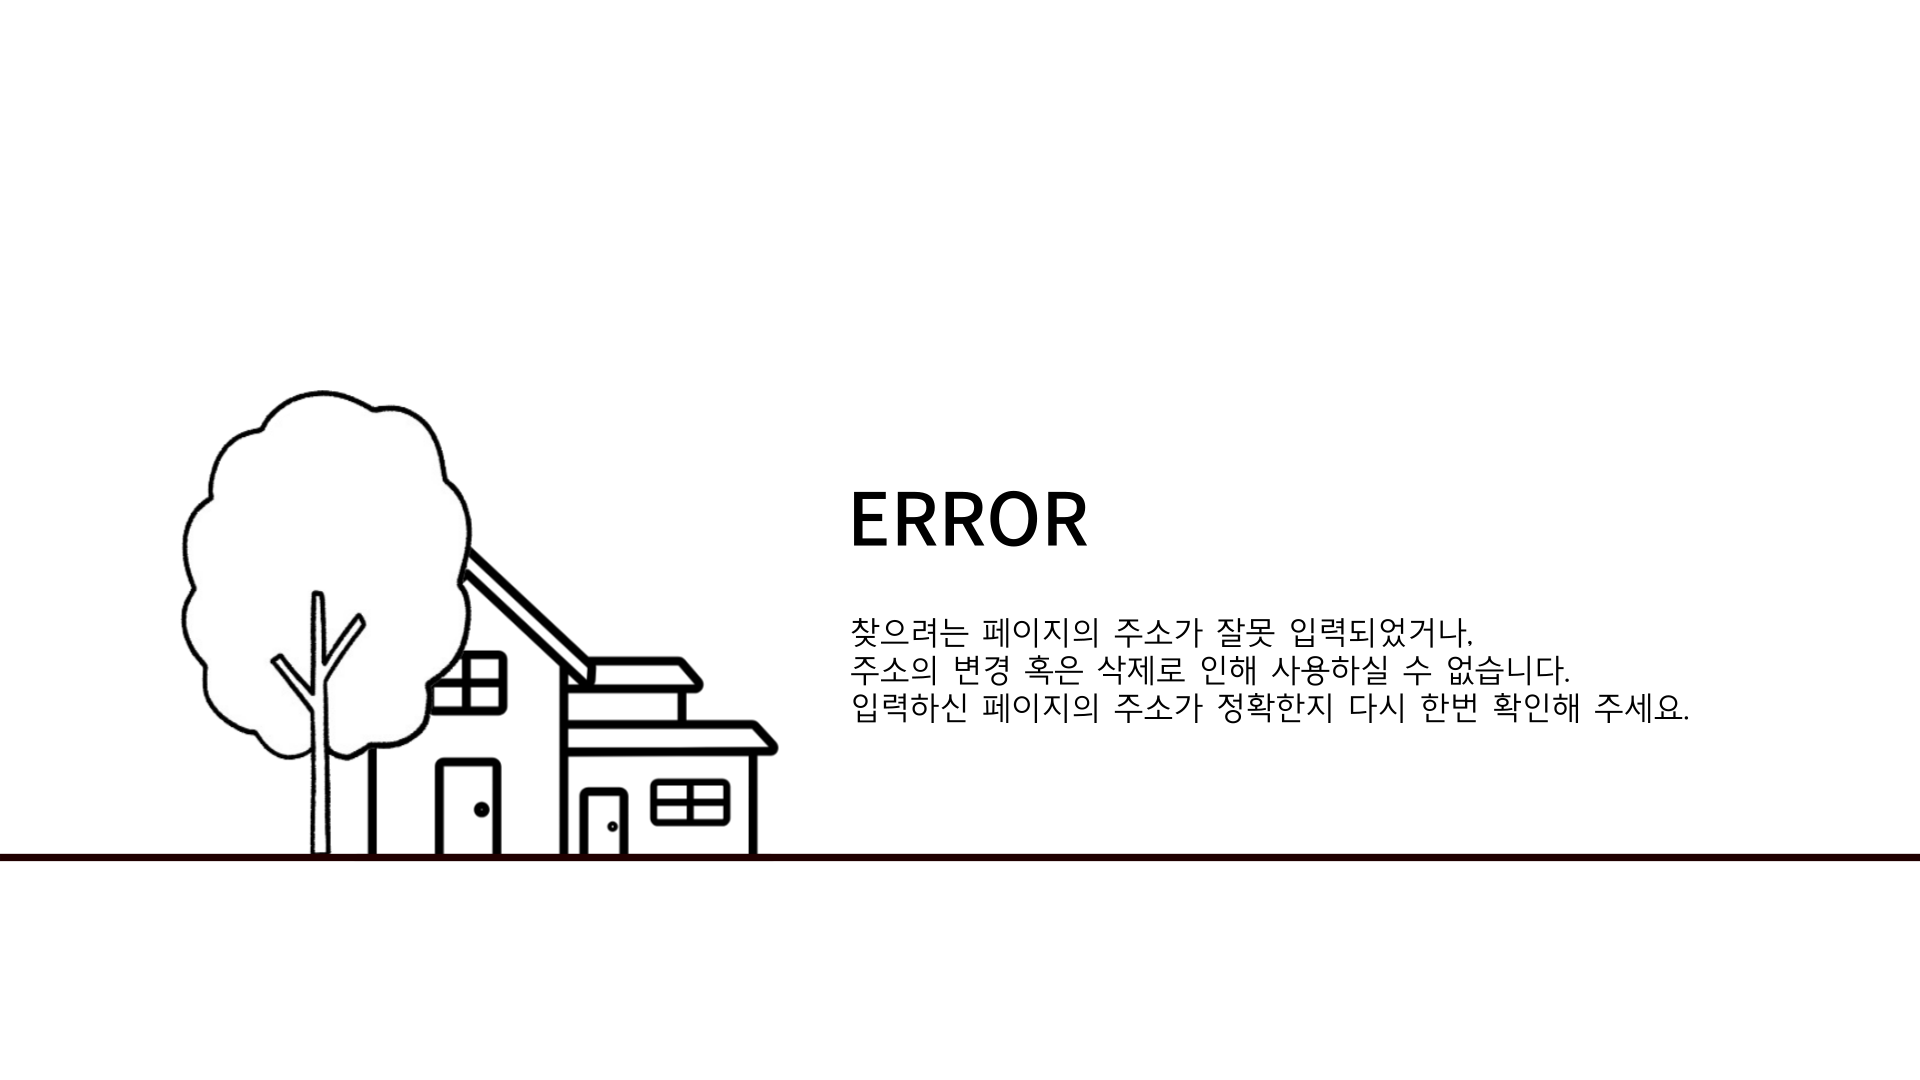 ERROR
찾으려는 페이지의 주소가 잘못 입력되었거나,
주소의 변경 혹은 삭제로 인해 사용하실 수 없습니다.
입력하신 페이지의 주소가 정확한지 다시 한번 확인해 주세요.